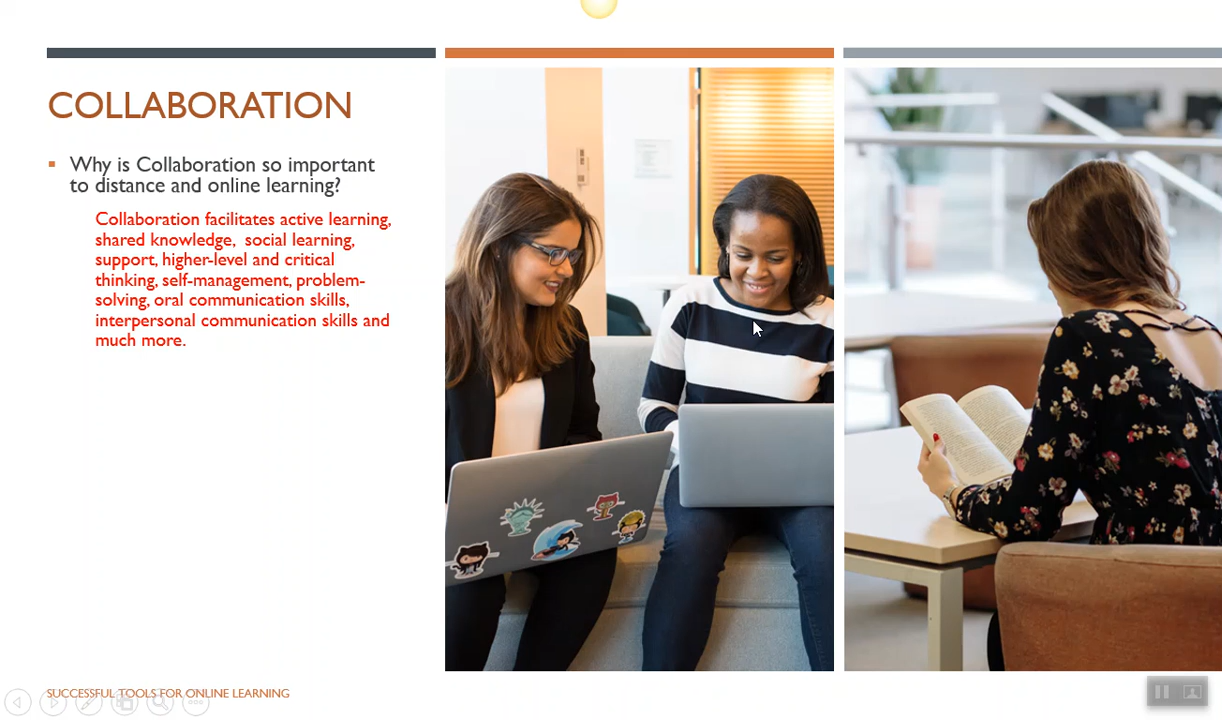 COLLABORATION
Why is Collaboration so important
to distance and online learning?
Collaboration facilitates active learning,
shared knowledge,  social learning,
support, higher-level and critical
thinking, self-management, problem-
solving, oral communication skills,
interpersonal communication skills and
much more.
SUCCESSFUL TOOLS FOR ONLINE LEARNING